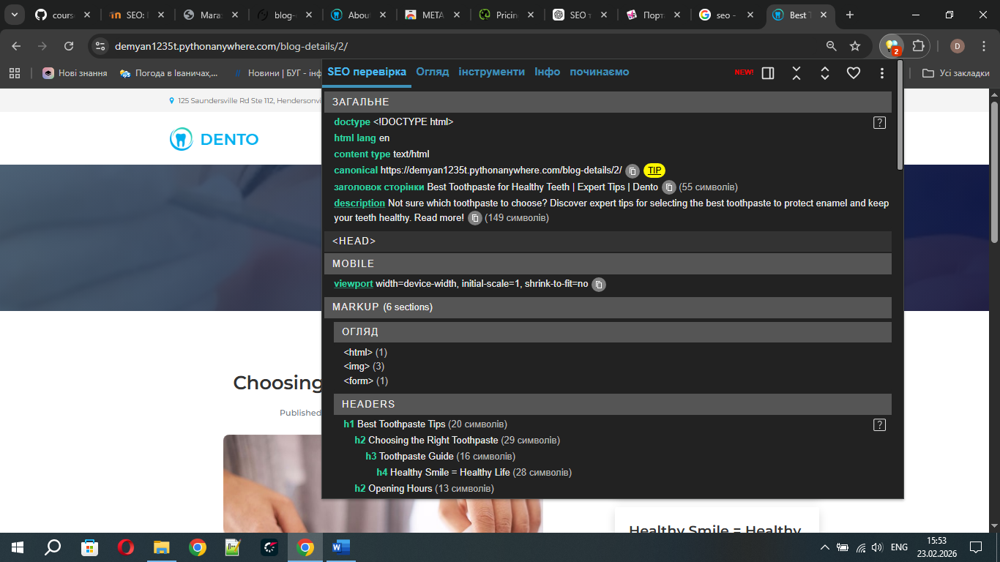 cours
SEO: 
Мага
blog-
Abou
META
Pricin
SEO т
Порт
seo -
Best T
demyan1235t.pythonanywhere.com/blog-details/2/
2
D
Нові знання
Погода в Іваничах,...
Новини | БУГ - інф
Усі закладки
SEO перевірка
Огляд
інструменти
Інфо
починаємо
NEW!
125 Saundersville Rd Ste 112, Hendersonvi
DENTO
ЗАГАЛЬНЕ
doctype <!DOCTYPE html>
?
html lang en
content type text/html
canonical https://demyan1235t.pythonanywhere.com/blog-details/2/ TIP
заголовок сторінки Best Toothpaste for Healthy Teeth | Expert Tips | Dento (55 символів)
description Not sure which toothpaste to choose? Discover expert tips for selecting the best toothpaste to protect enamel and keep
your teeth healthy. Read more! (149 символів)
<HEAD>
MOBILE
viewport width=device-width, initial-scale=1, shrink-to-fit=no
MARKUP (6 sections)
ОГЛЯД
<html> (1)
<img> (3)
<form> (1)
HEADERS
h1 Best Toothpaste Tips (20 символів)
?
h2 Choosing the Right Toothpaste (29 символів)
h3 Toothpaste Guide (16 символів)
h4 Healthy Smile = Healthy Life (28 символів)
h2 Opening Hours (13 символів)
Choosing
Published
Healthy Smile = Healthy
ENG
15:53
23.02.2026